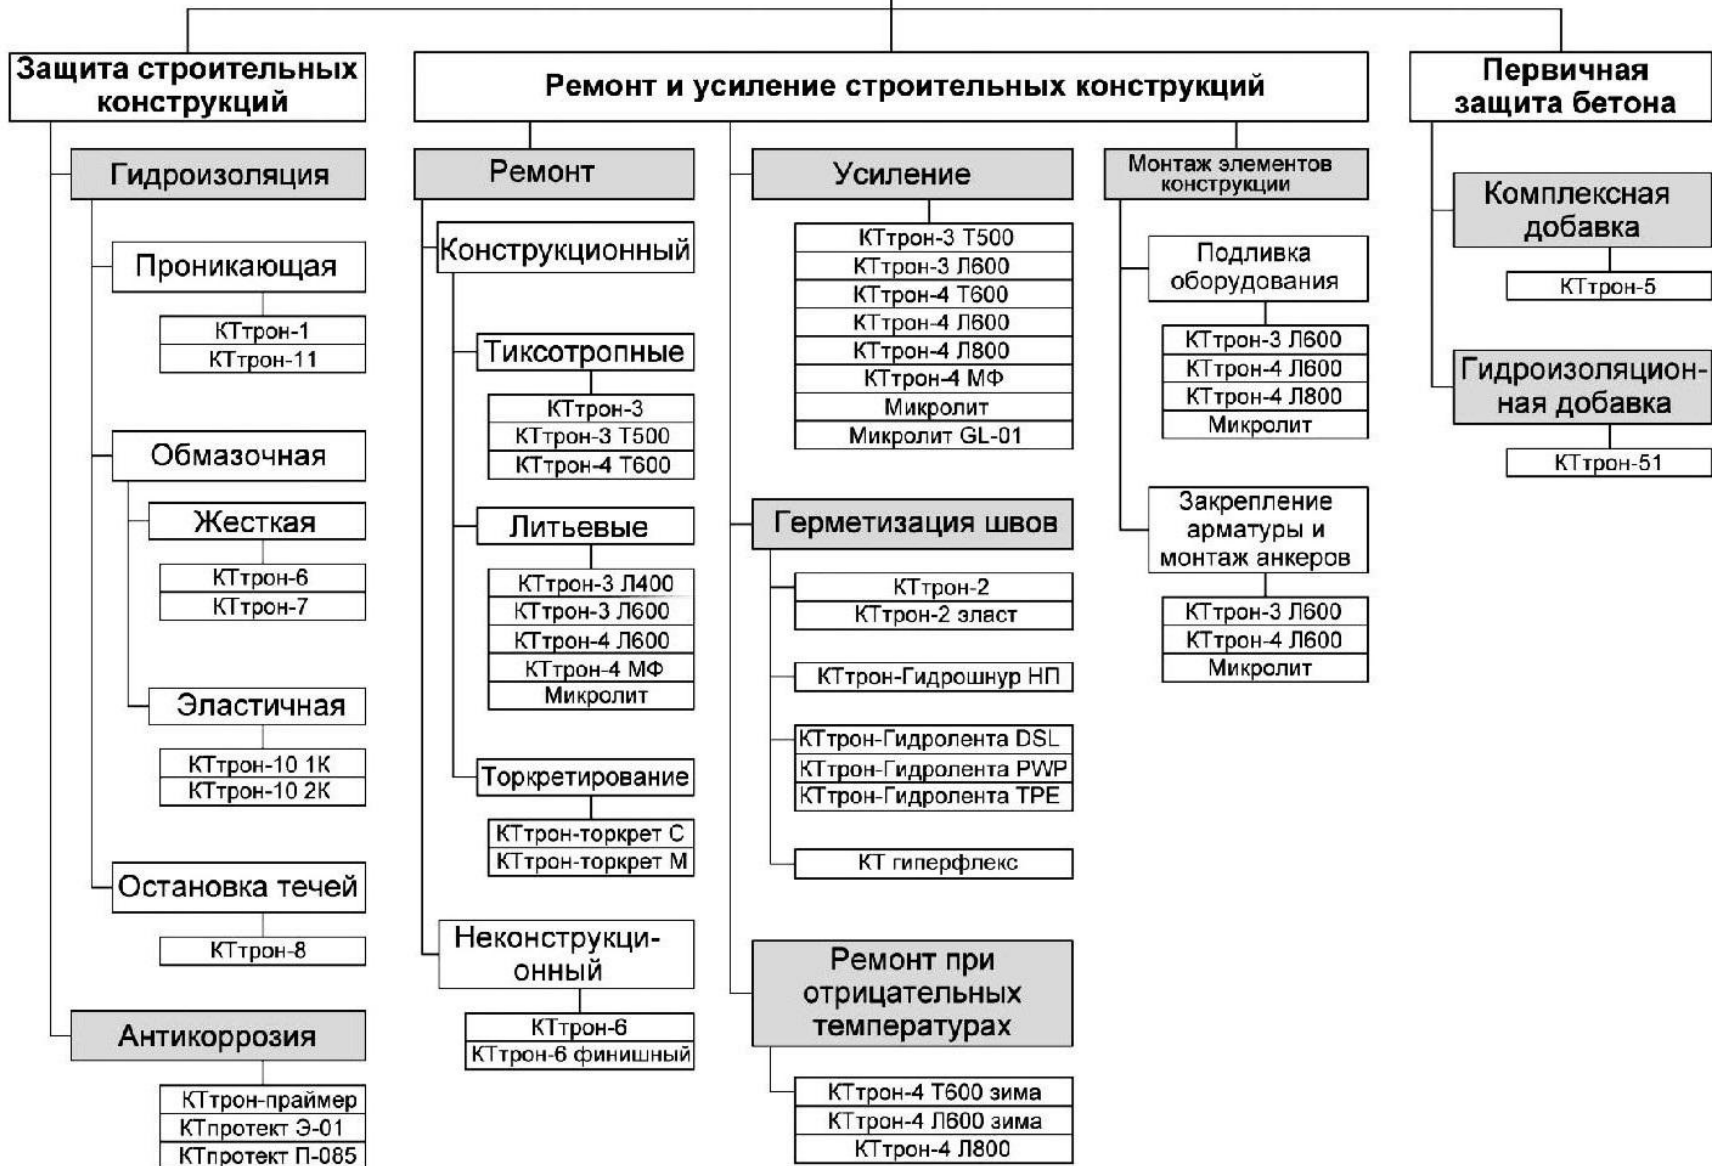 Защита строительных
конструкций
Гидроизоляция
Проникающая
КТтрон-1
КТтрон-11
Обмазочная
Жесткая
КТтрон-6
КТтрон-7
Эластичная
КТтрон-10 1К
КТтрон-10 2К
Остановка течей
КТтрон-8
Антикоррозия
КТтрон-праймер
КТпротект Э-01
КТпротект П-085
Ремонт и усиление строительных конструкций
Ремонт
Конструкционный
Тиксотропные
КТтрон-3
КТтрон-3 Т500
КТтрон-4 Т600
Литьевые
КТтрон-3 Л400
КТтрон-3 Л600
КТтрон-4 Л600
КТтрон-4 МФ
Микролит
Торкретирование
КТтрон-торкрет С
КТтрон-торкрет М
Неконструкци-
онный
КТтрон-6
КТтрон-6 финишный
Усиление
КТтрон-3 Т500
КТтрон-3 Л600
КТтрон-4 Т600
КТтрон-4 Л600
КТтрон-4 Л800
КТтрон-4 МФ
Микролит
Микролит GL-01
Герметизация швов
КТтрон-2
КТтрон-2 эласт
КТтрон-Гидрошнур НП
КТтрон-Гидролента DSL
КТтрон-Гидролента PWP
КТтрон-Гидролента TPE
КТ гиперфлекс
Ремонт при
отрицательных
температурах
КТтрон-4 Т600 зима
КТтрон-4 Л600 зима
КТтрон-4 Л800
Монтаж элементов
конструкции
Подливка
оборудования
КТтрон-3 Л600
КТтрон-4 Л600
КТтрон-4 Л800
Микролит
Закрепление
арматуры и
монтаж анкеров
КТтрон-3 Л600
КТтрон-4 Л600
Микролит
Первичная
защита бетона
Комплексная
добавка
КТтрон-5
Гидроизоляцион-
ная добавка
КТтрон-51